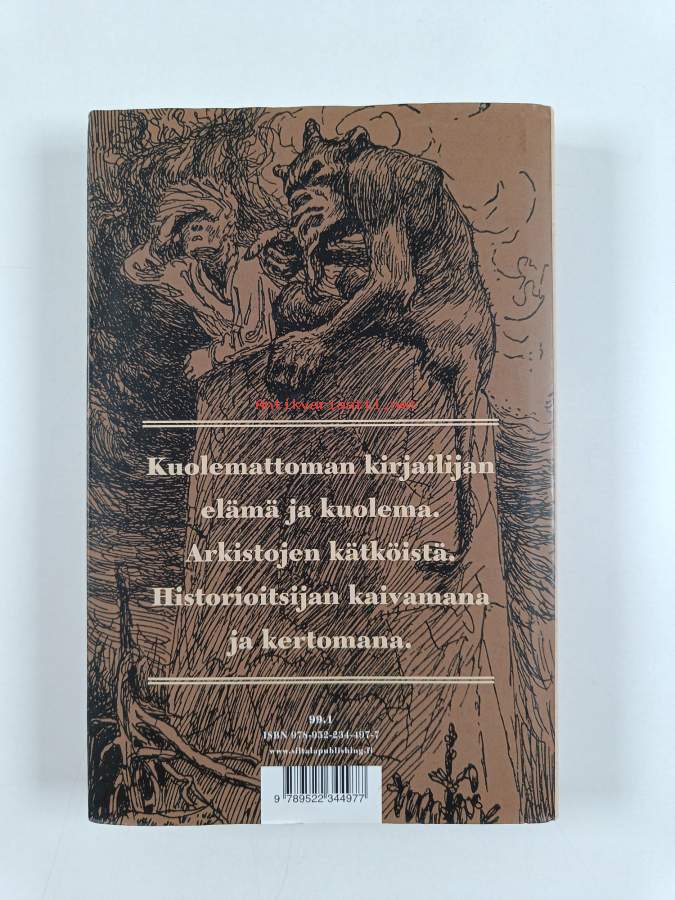 Antikvariaatti.net
Kuolemattoman kirjailijan
elämä ja kuolema.
Arkistojen kätköistä.
Historioitsijan kaivamana
ja kertomana.
99.1
ISBN 978-952-234-497-7
www.siltalapublishing.fi
9 789522 344977